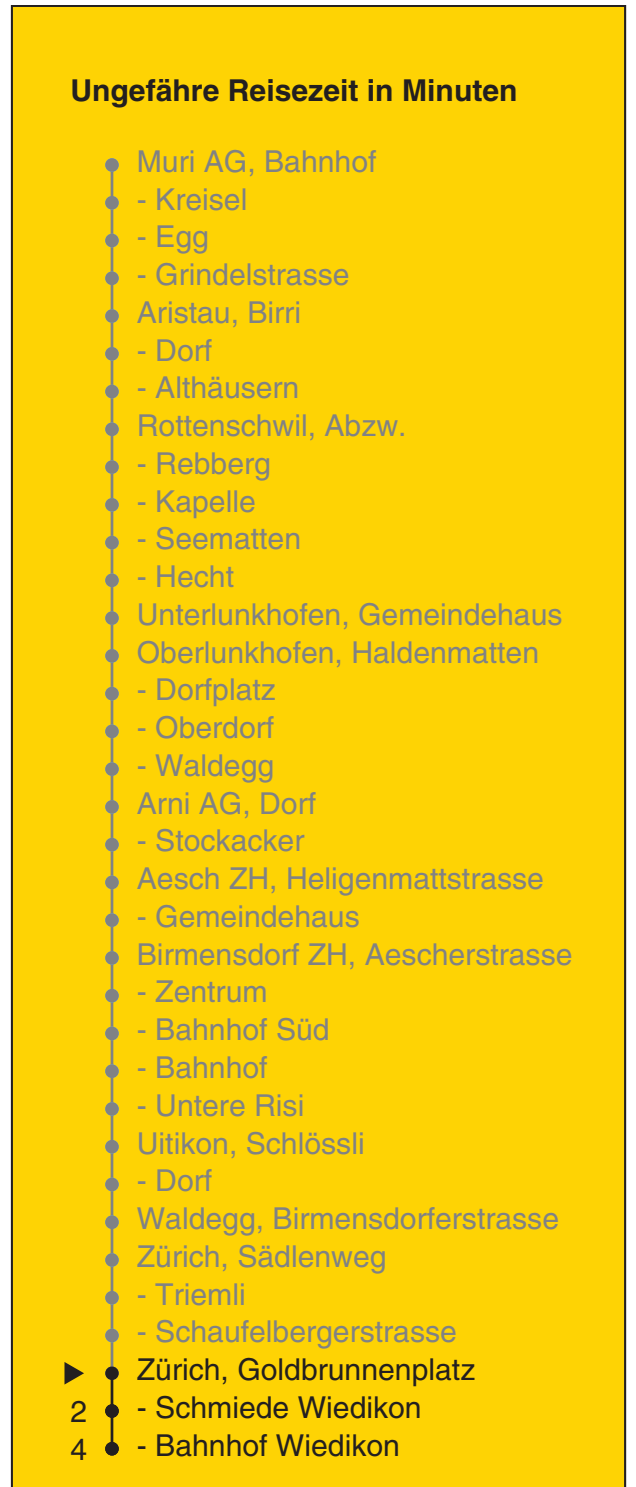 Ungefähre Reisezeit in Minuten
Muri AG, Bahnhof
- Kreisel
- Egg
- Grindelstrasse
Aristau, Birri
- Dorf
- Althäusern
Rottenschwil, Abzw.
- Rebberg
- Kapelle
- Seematten
- Hecht
Unterlunkhofen, Gemeindehaus
Oberlunkhofen, Haldenmatten
- Dorfplatz
- Oberdorf
- Waldegg
Arni AG, Dorf
- Stockacker
Aesch ZH, Heligenmattstrasse
- Gemeindehaus
Birmensdorf ZH, Aescherstrasse
- Zentrum
- Bahnhof Süd
- Bahnhof
- Untere Risi
Uitikon, Schlössli
- Dorf
Waldegg, Birmensdorferstrasse
Zürich, Sädlenweg
- Triemli
- Schaufelbergerstrasse
Zürich, Goldbrunnenplatz
2 - Schmiede Wiedikon
4 - Bahnhof Wiedikon